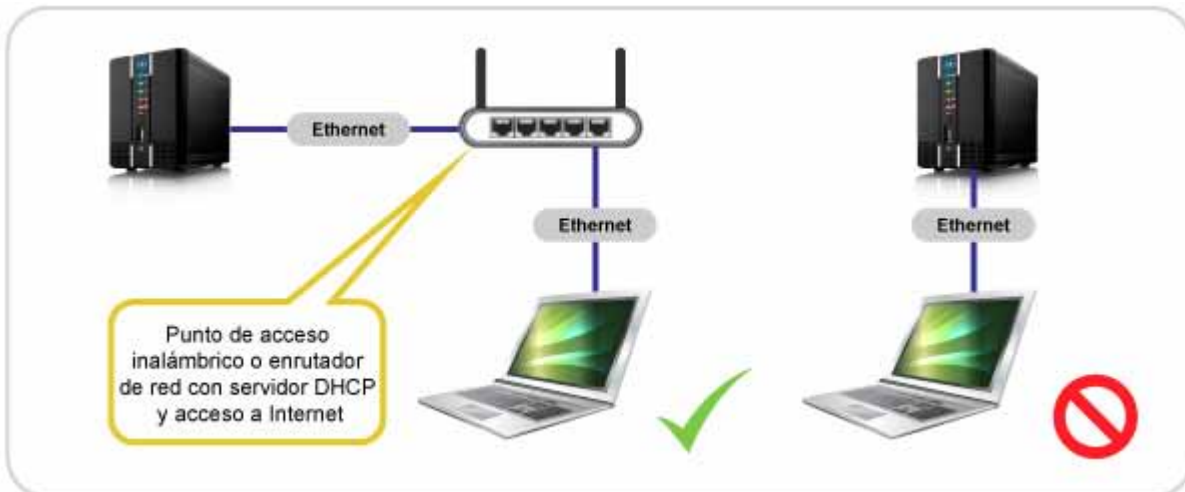 Ethernet
Ethernet
Ethernet
Punto de acceso
inalámbrico o enrutador
de red con servidor DHCP
y acceso a Internet